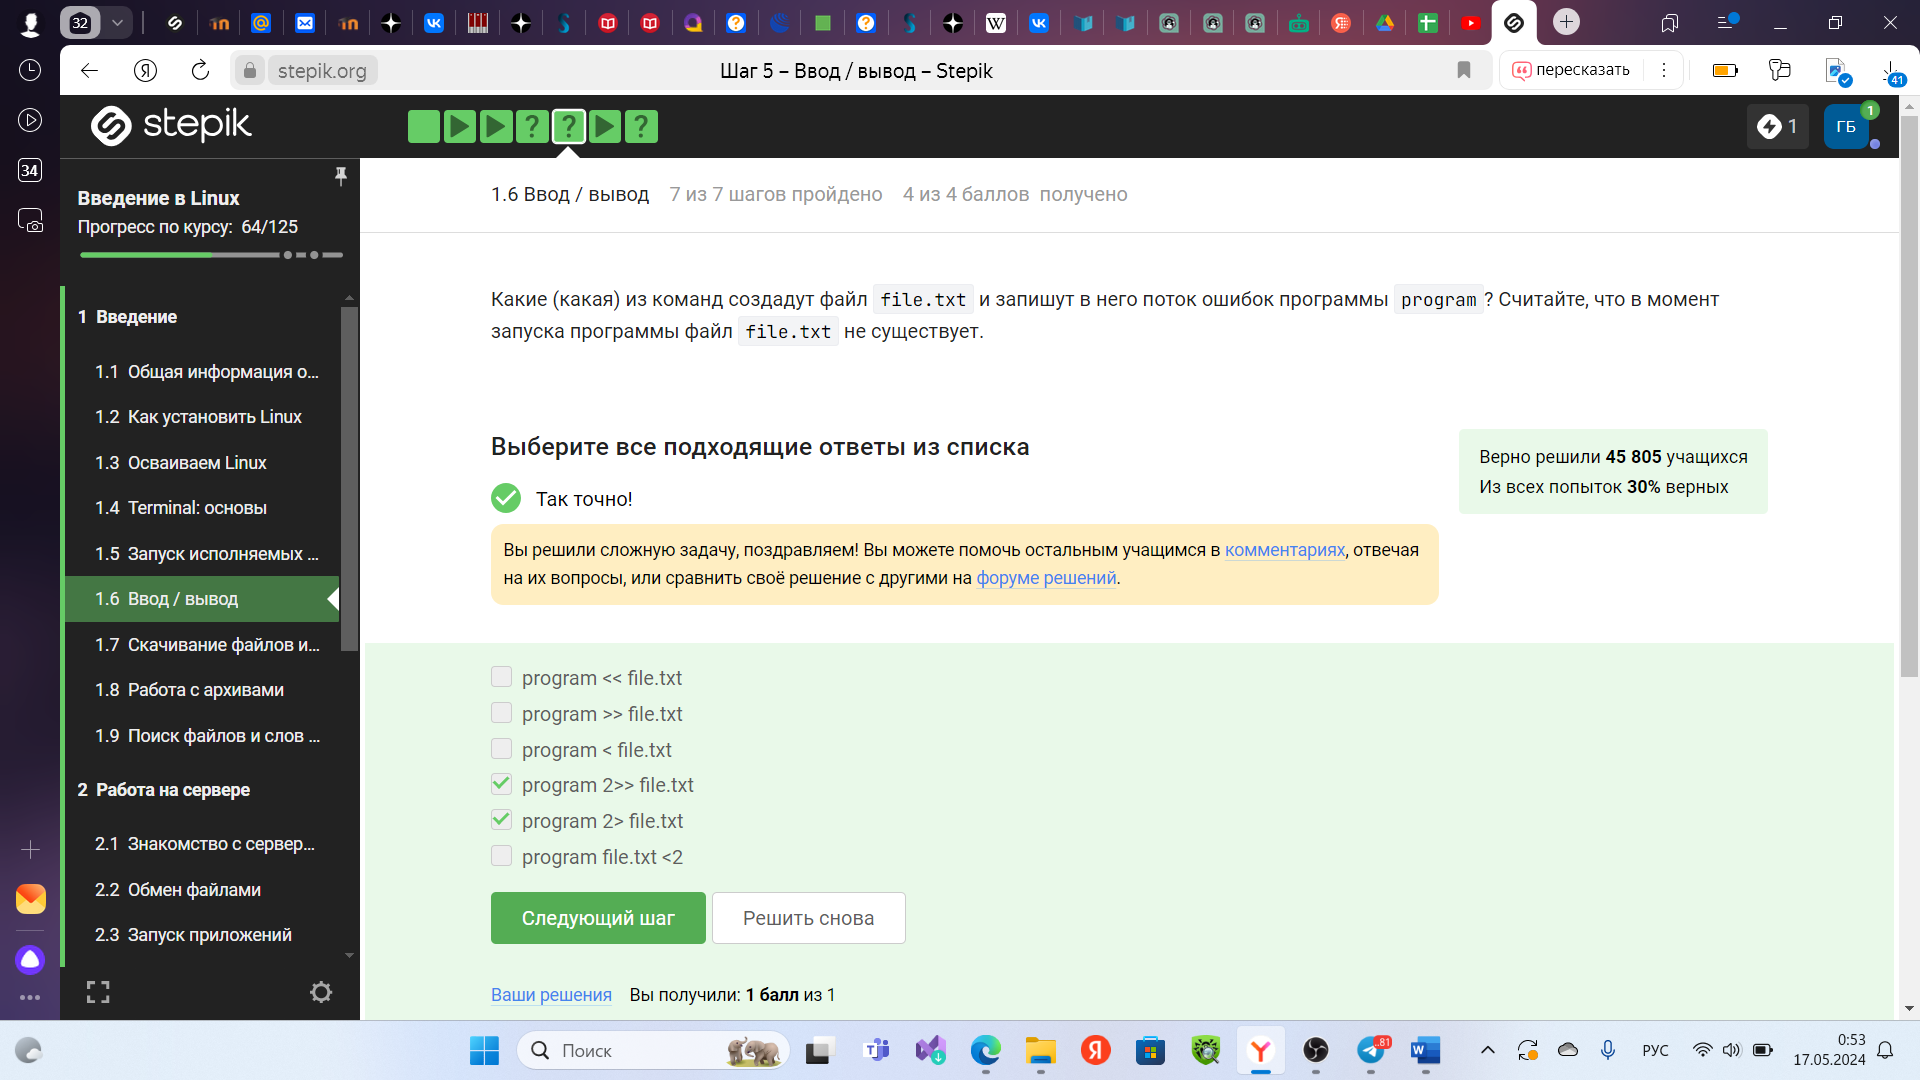 32
stepik.org
Шаг 5 – Ввод / вывод – Stepik
пересказать
41
34
stepik
1
ГБ
1
Введение в Linux
Прогресс по курсу: 64/125
1 Введение
1.1 Общая информация о...
1.2 Как установить Linux
1.3 Осваиваем Linux
1.4 Terminal: основы
1.5 Запуск исполняемых ...
1.6 Ввод / вывод
1.7 Скачивание файлов и...
1.8 Работа с архивами
1.9 Поиск файлов и слов ...
2 Работа на сервере
2.1 Знакомство с сервер...
2.2 Обмен файлами
2.3 Запуск приложений
1.6 Ввод / вывод 7 из 7 шагов пройдено 4 из 4 баллов получено
Какие (какая) из команд создадут файл file.txt и запишут в него поток ошибок программы program? Считайте, что в момент
запуска программы файл file.txt не существует.
Выберите все подходящие ответы из списка
Верно решили 45 805 учащихся
Из всех попыток 30% верных
Так точно!
Вы решили сложную задачу, поздравляем! Вы можете помочь остальным учащимся в комментариях, отвечая
на их вопросы, или сравнить своё решение с другими на форуме решений.
program << file.txt
program >> file.txt
program < file.txt
program 2>> file.txt
program 2> file.txt
program file.txt <2
Следующий шаг
Решить снова
Ваши решения Вы получили: 1 балл из 1
Поиск
..81
РУС
0:53
17.05.2024